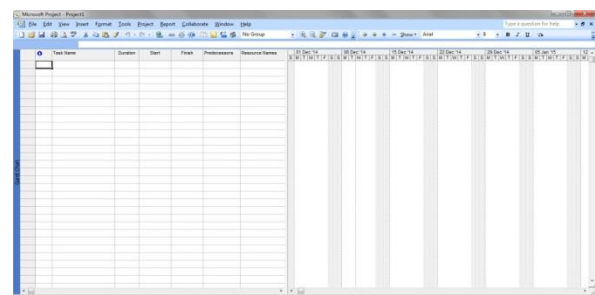 Microsoft Project - Project1
File Edit View Insert Format Tools Project Report Collaborate Window Help
Type a question for help
No Group Show Arial 8 B I U
Task Name Duration Start Finish Predecessors Resource Names
01 Dec '14 08 Dec '14 15 Dec '14 22 Dec '14 29 Dec '14 05 Jan '15 12
S M T W T F S S M T W T F S S M T W T F S S M T W T F S S M T W T F S S M T W T F S S M
Gantt Chart